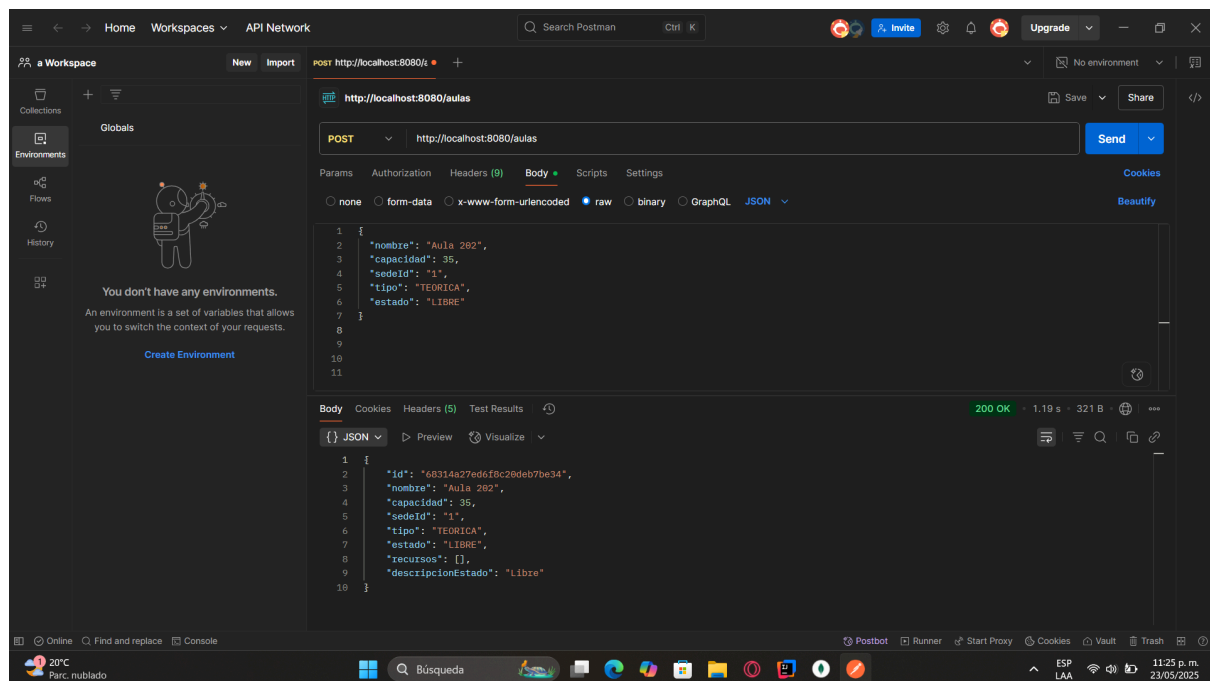 Home Workspaces API Network Search Postman Ctrl K Invite Upgrade
a Workspace New Import POST http://localhost:8080/a No environment
Collections
Environments
Flows
History
Globals
You don't have any environments.
An environment is a set of variables that allows
you to switch the context of your requests.
Create Environment
HTTP http://localhost:8080/aulas Save Share
POST http://localhost:8080/aulas Send
Params Authorization Headers (9) Body Scripts Settings Cookies
none form-data x-www-form-urlencoded raw binary GraphQL JSON Beautify
1 {
2 "nombre": "Aula 202",
3 "capacidad": 35,
4 "sedeId": "1",
5 "tipo": "TEORICA",
6 "estado": "LIBRE"
7 }
8
9
10
11
Body Cookies Headers (5) Test Results 200 OK 1.19 s 321 B
{} JSON Preview Visualize
1 {
2 "id": "68314a27ed6f8c20deb7be34",
3 "nombre": "Aula 202",
4 "capacidad": 35,
5 "sedeId": "1",
6 "tipo": "TEORICA",
7 "estado": "LIBRE",
8 "recursos": [],
9 "descripcionEstado": "Libre"
10 }
Online Find and replace Console Postbot Runner Start Proxy Cookies Vault Trash
1 20°C
Parc. nublado
Búsqueda
ESP
LAA
11:25 p. m.
23/05/2025